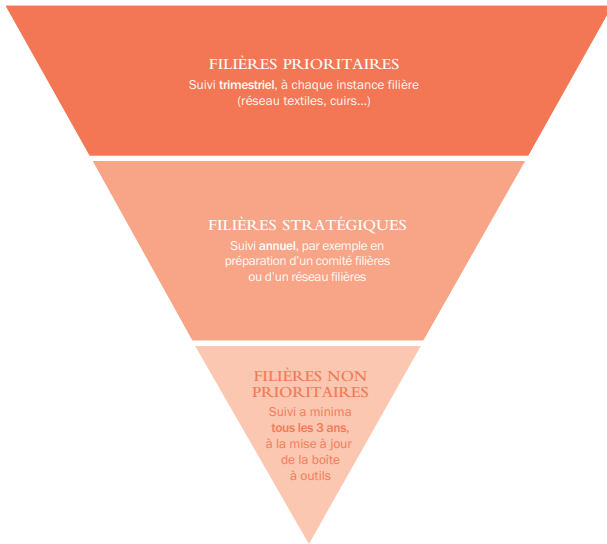 FILIÈRES PRIORITAIRES
Suivi trimestriel, à chaque instance filière
(réseau textiles, cuirs...)
FILIÈRES STRATÉGIQUES
Suivi annuel, par exemple en
préparation d'un comité filières
ou d'un réseau filières
FILIÈRES NON
PRIORITAIRES
Suivi a minima
tous les 3 ans,
à la mise à jour
de la boîte
à outils